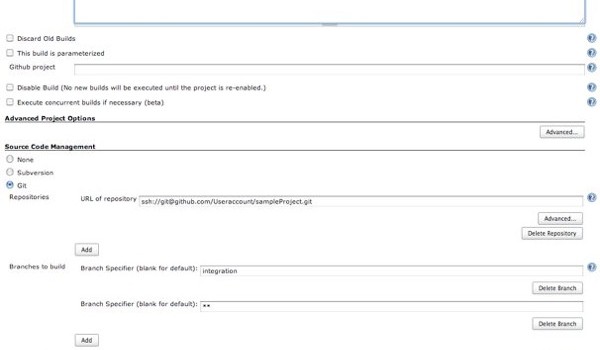 Discard Old Builds
This build is parameterized
Github project
Disable Build (No new builds will be executed until the project is re-enabled.)
Execute concurrent builds if necessary (beta)
Advanced Project Options
Advanced...
Source Code Management
None
Subversion
Git
Repositories
URL of repository ssh://git@github.com/Useraccount/sampleProject.git
Advanced...
Delete Repository
Add
Branches to build
Branch Specifier (blank for default): integration
Delete Branch
Branch Specifier (blank for default): **
Delete Branch
Add